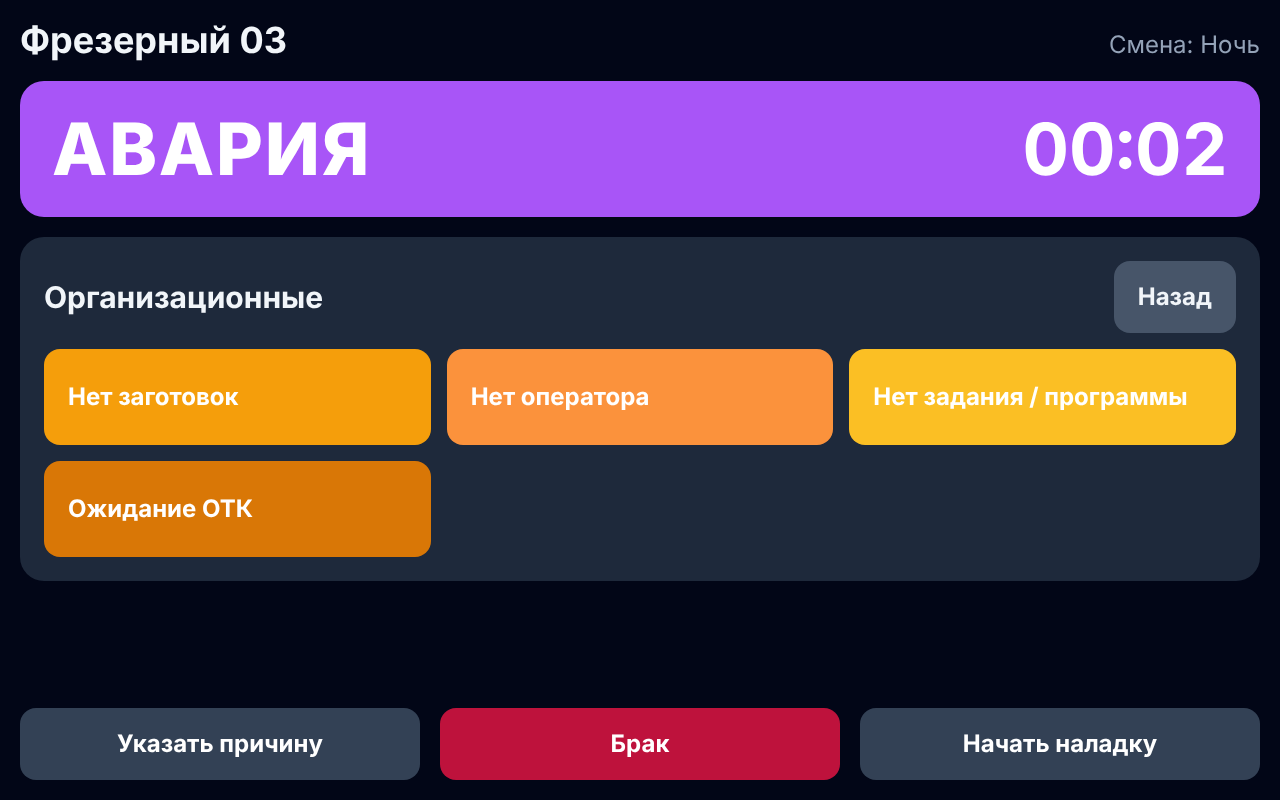 Фрезерный 03
Смена: Ночь
АВАРИЯ
00:02
Организационные
Назад
Нет заготовок
Нет оператора
Нет задания / программы
Ожидание ОТК
Указать причину
Брак
Начать наладку